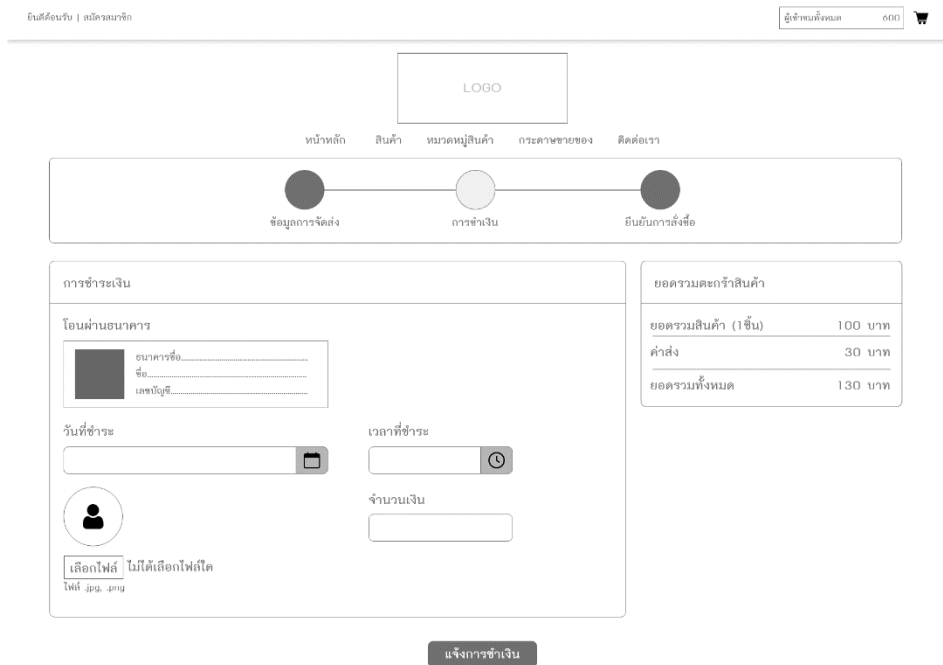 ยินดีต้อนรับ | สมัครสมาชิก
ผู้เข้าชมทั้งหมด 600
LOGO
หน้าหลัก สินค้า หมวดหมู่สินค้า กระดาษขายของ ติดต่อเรา
ข้อมูลการจัดส่ง การชำเงิน ยืนยันการสั่งซื้อ
การชำระเงิน
ยอดรวมตะกร้าสินค้า
โอนผ่านธนาคาร
ยอดรวมสินค้า (1ชิ้น) 100 บาท
ธนาคารชื่อ
ค่าส่ง 30 บาท
ชื่อ
เลขบัญชี
ยอดรวมทั้งหมด 130 บาท
วันที่ชำระ เวลาที่ชำระ
จำนวนเงิน
เลือกไฟล์ ไม่ได้เลือกไฟล์ใด
ไฟล์ .jpg, .png
แจ้งการชำเงิน